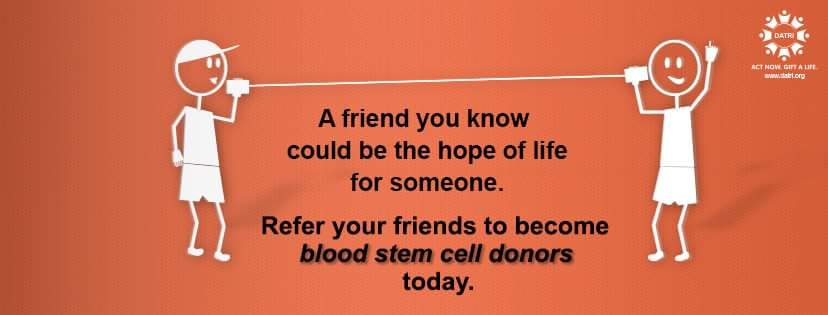 DATRI
ACT NOW. GIFT A LIFE.
www.datri.org
A friend you know
could be the hope of life
for someone.
Refer your friends to become
blood stem cell donors
today.